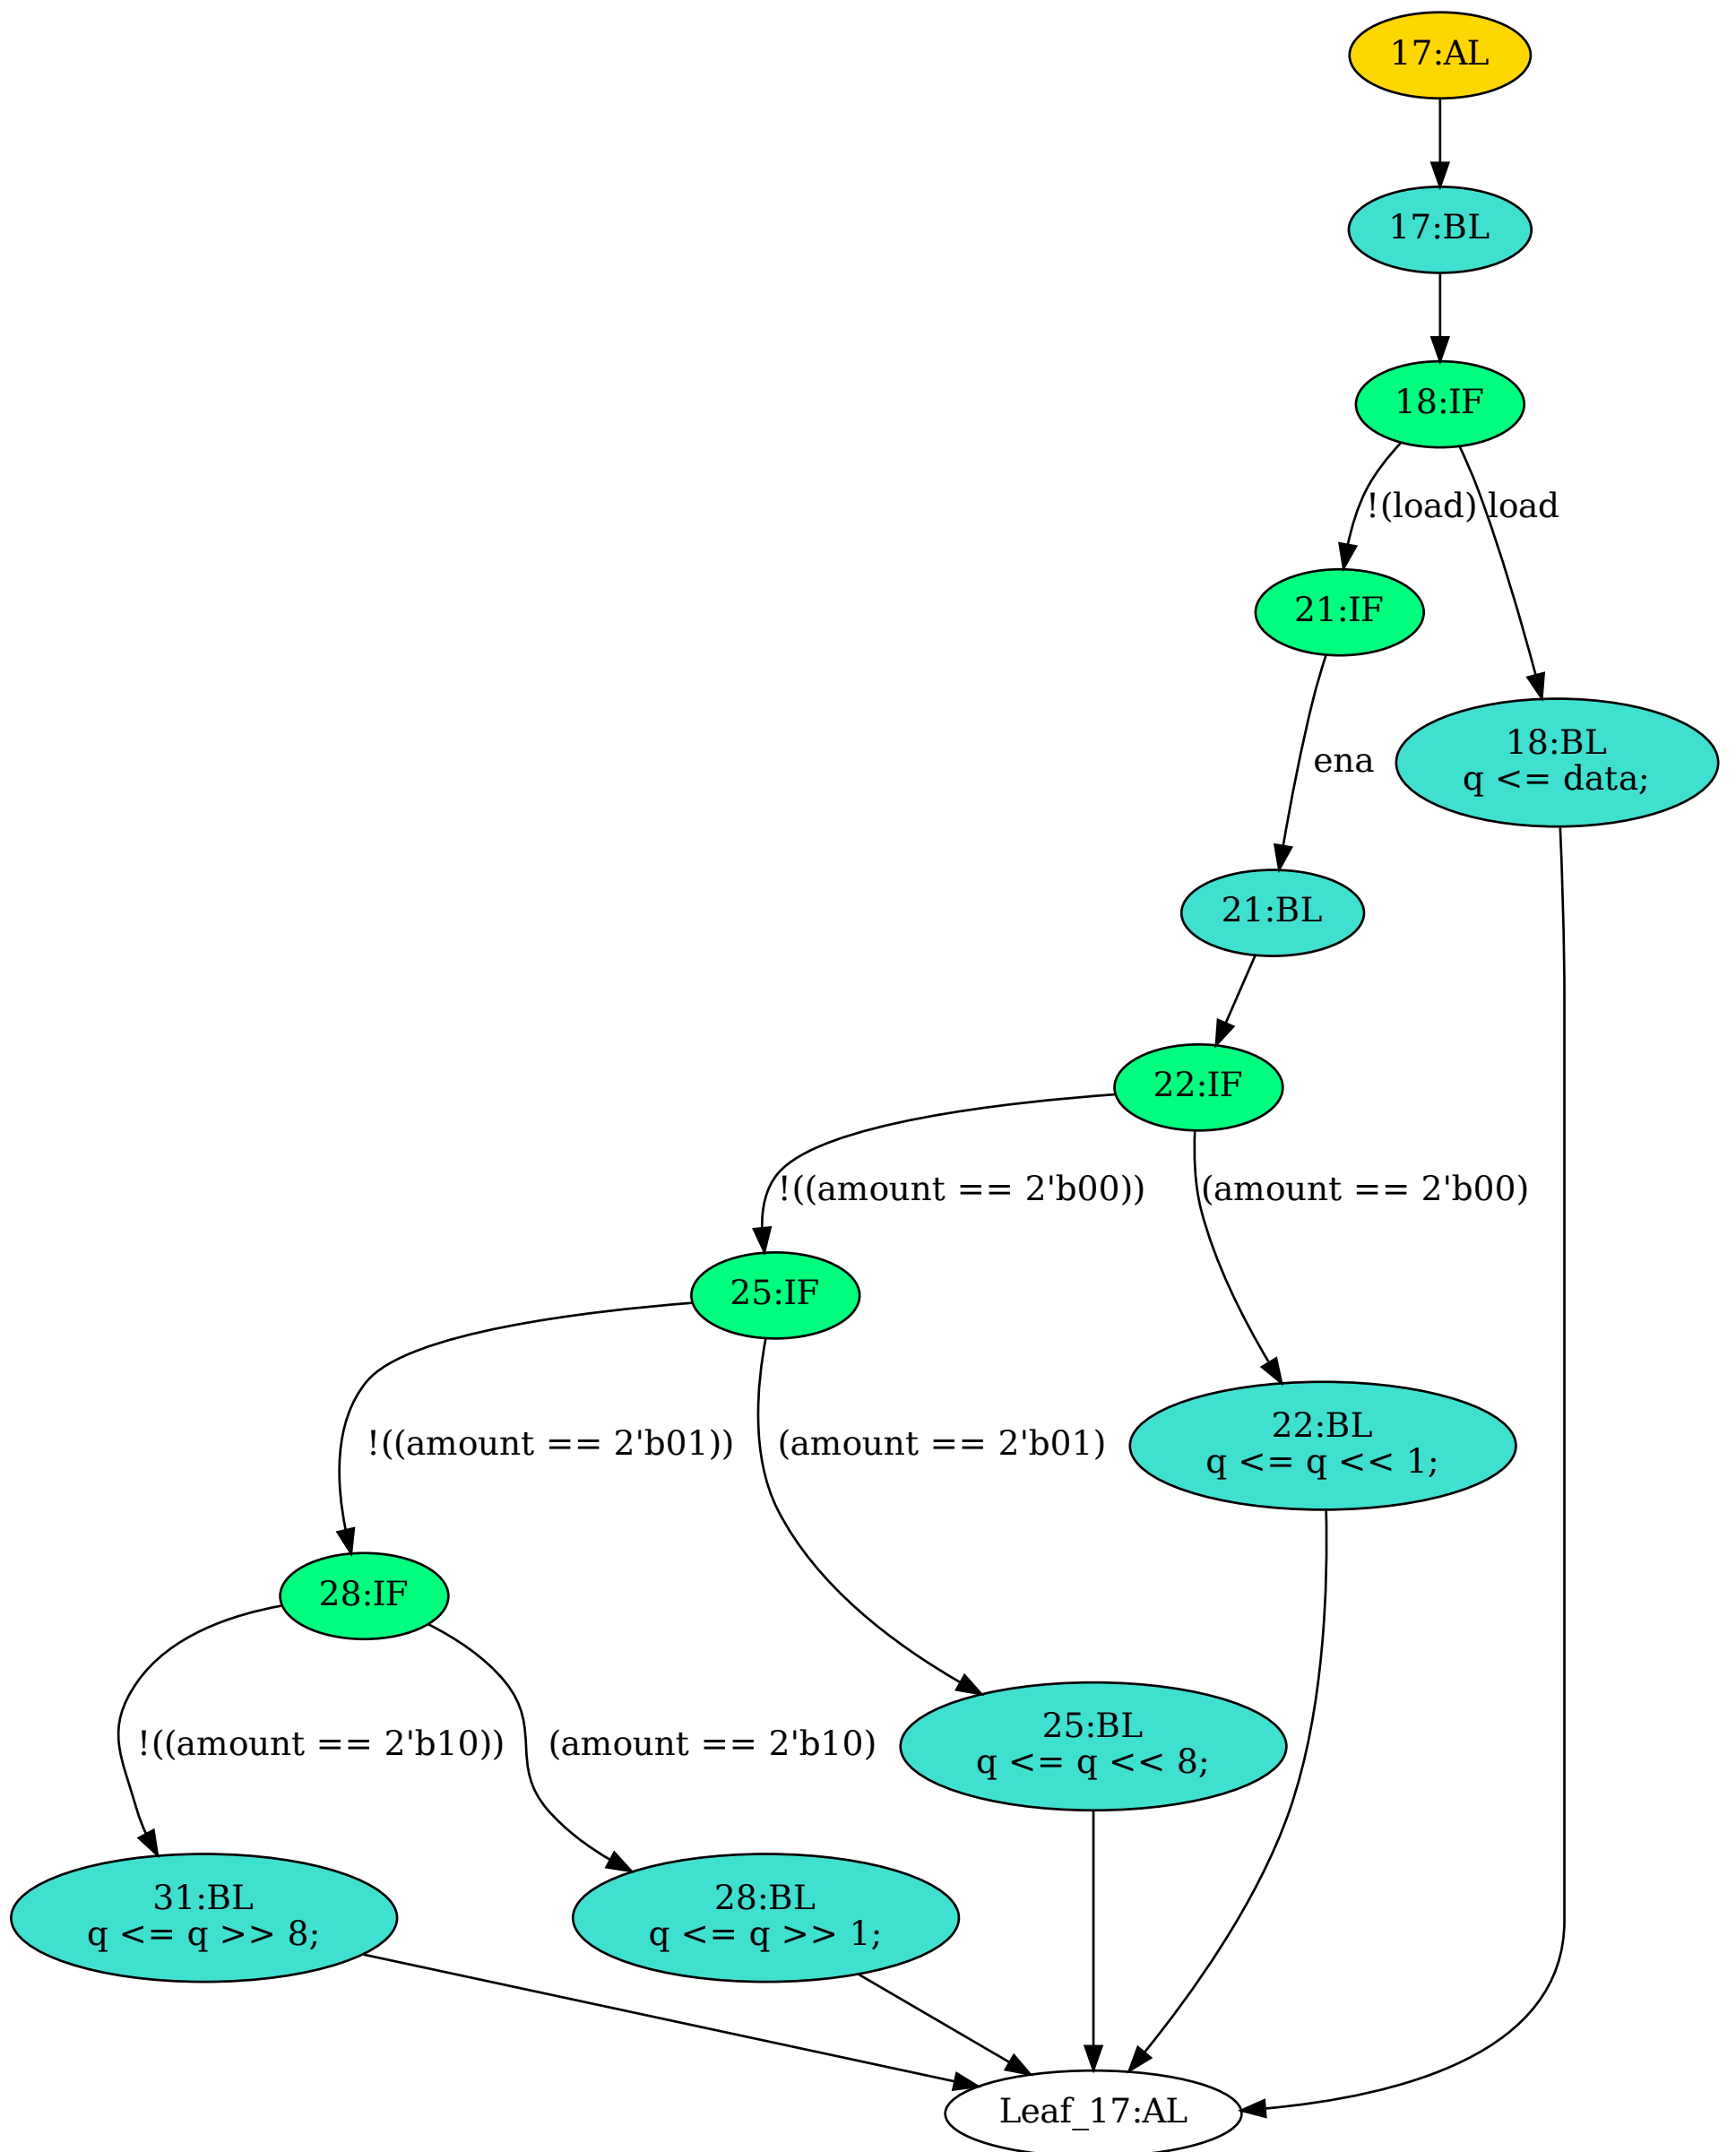 17:AL
17:BL
18:IF
!(load)
load
21:IF
18:BL
q <= data;
ena
21:BL
22:IF
!((amount == 2'b00))
(amount == 2'b00)
25:IF
!((amount == 2'b01))
(amount == 2'b01)
22:BL
q <= q << 1;
28:IF
!((amount == 2'b10))
(amount == 2'b10)
25:BL
q <= q << 8;
31:BL
q <= q >> 8;
28:BL
q <= q >> 1;
Leaf_17:AL